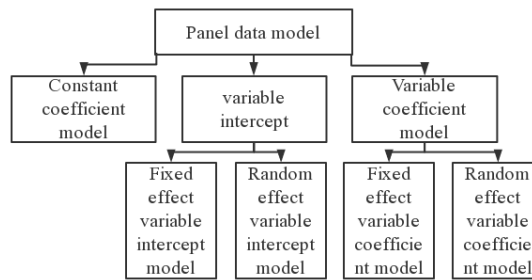 Panel data model
Constant
coefficient
model
variable
intercept
Variable
coefficient
model
Fixed
effect
variable
intercept
model
Random
effect
variable
intercept
model
Fixed
effect
variable
coefficie
nt model
Random
effect
variable
coefficie
nt model